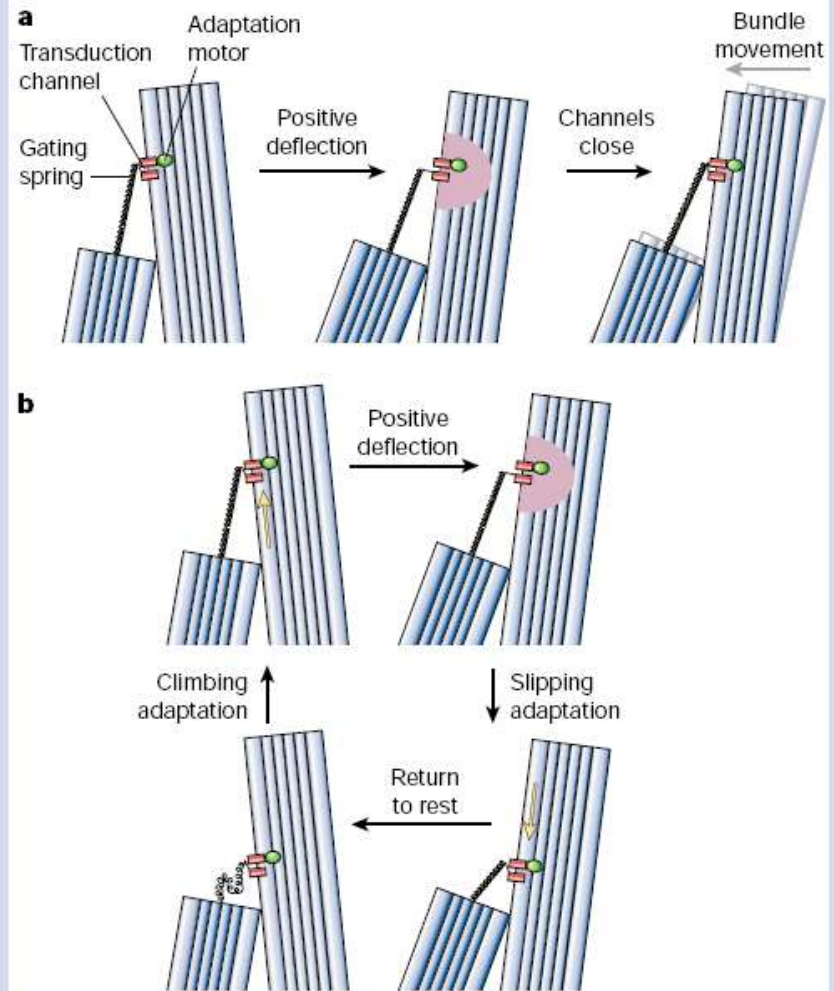 a
Adaptation
motor
Transduction
channel
Gating
spring
Positive
deflection
Channels
close
Bundle
movement
b
Positive
deflection
Climbing
adaptation
Slipping
adaptation
Return
to rest